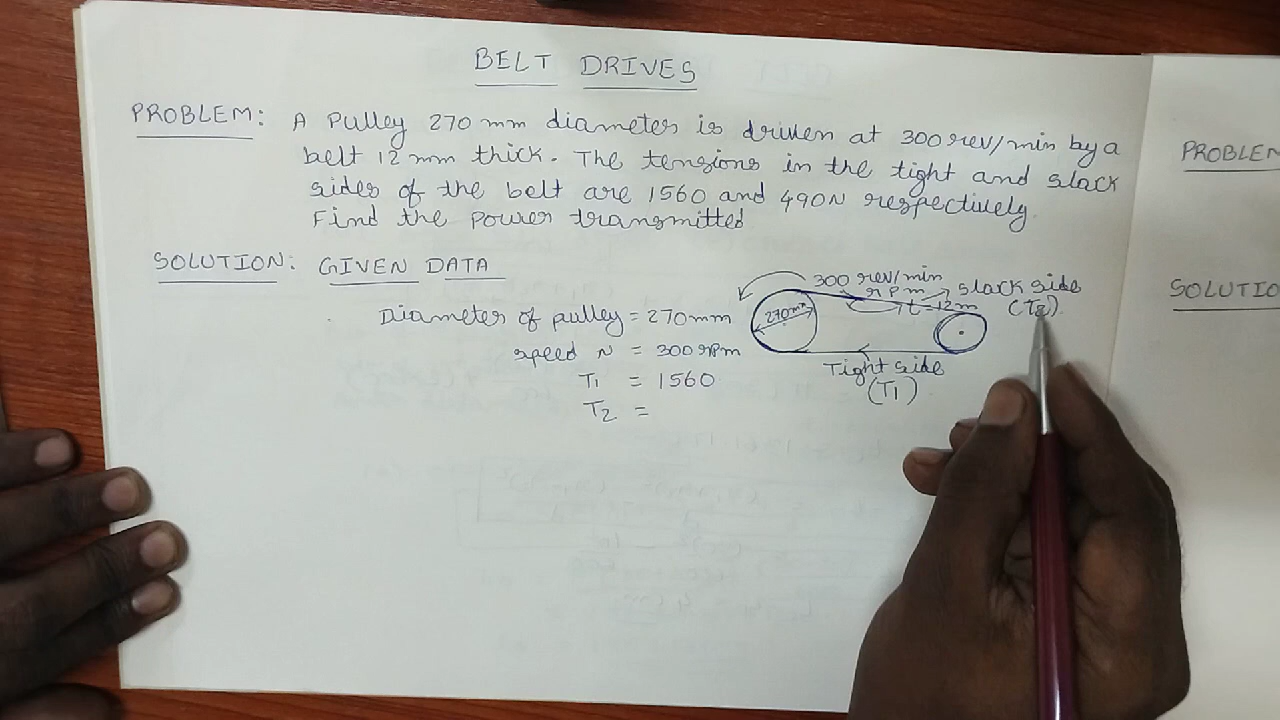 BELT DRIVES
PROBLEM: A Pulley 270 mm diameter is driven at 300 rev/min by a
belt 12 mm thick. The tensions in the tight and slack
sides of the belt are 1560 and 490N respectively.
Find the power transmitted
SOLUTION: GIVEN DATA
300 rev/min
rpm
slack side
(T2)
t = 12m
270mm
Diameter of pulley = 270mm
speed N = 300 rpm
T1 = 1560
T2 =
Tight side
(T1)
PROBLEM
SOLUTIO